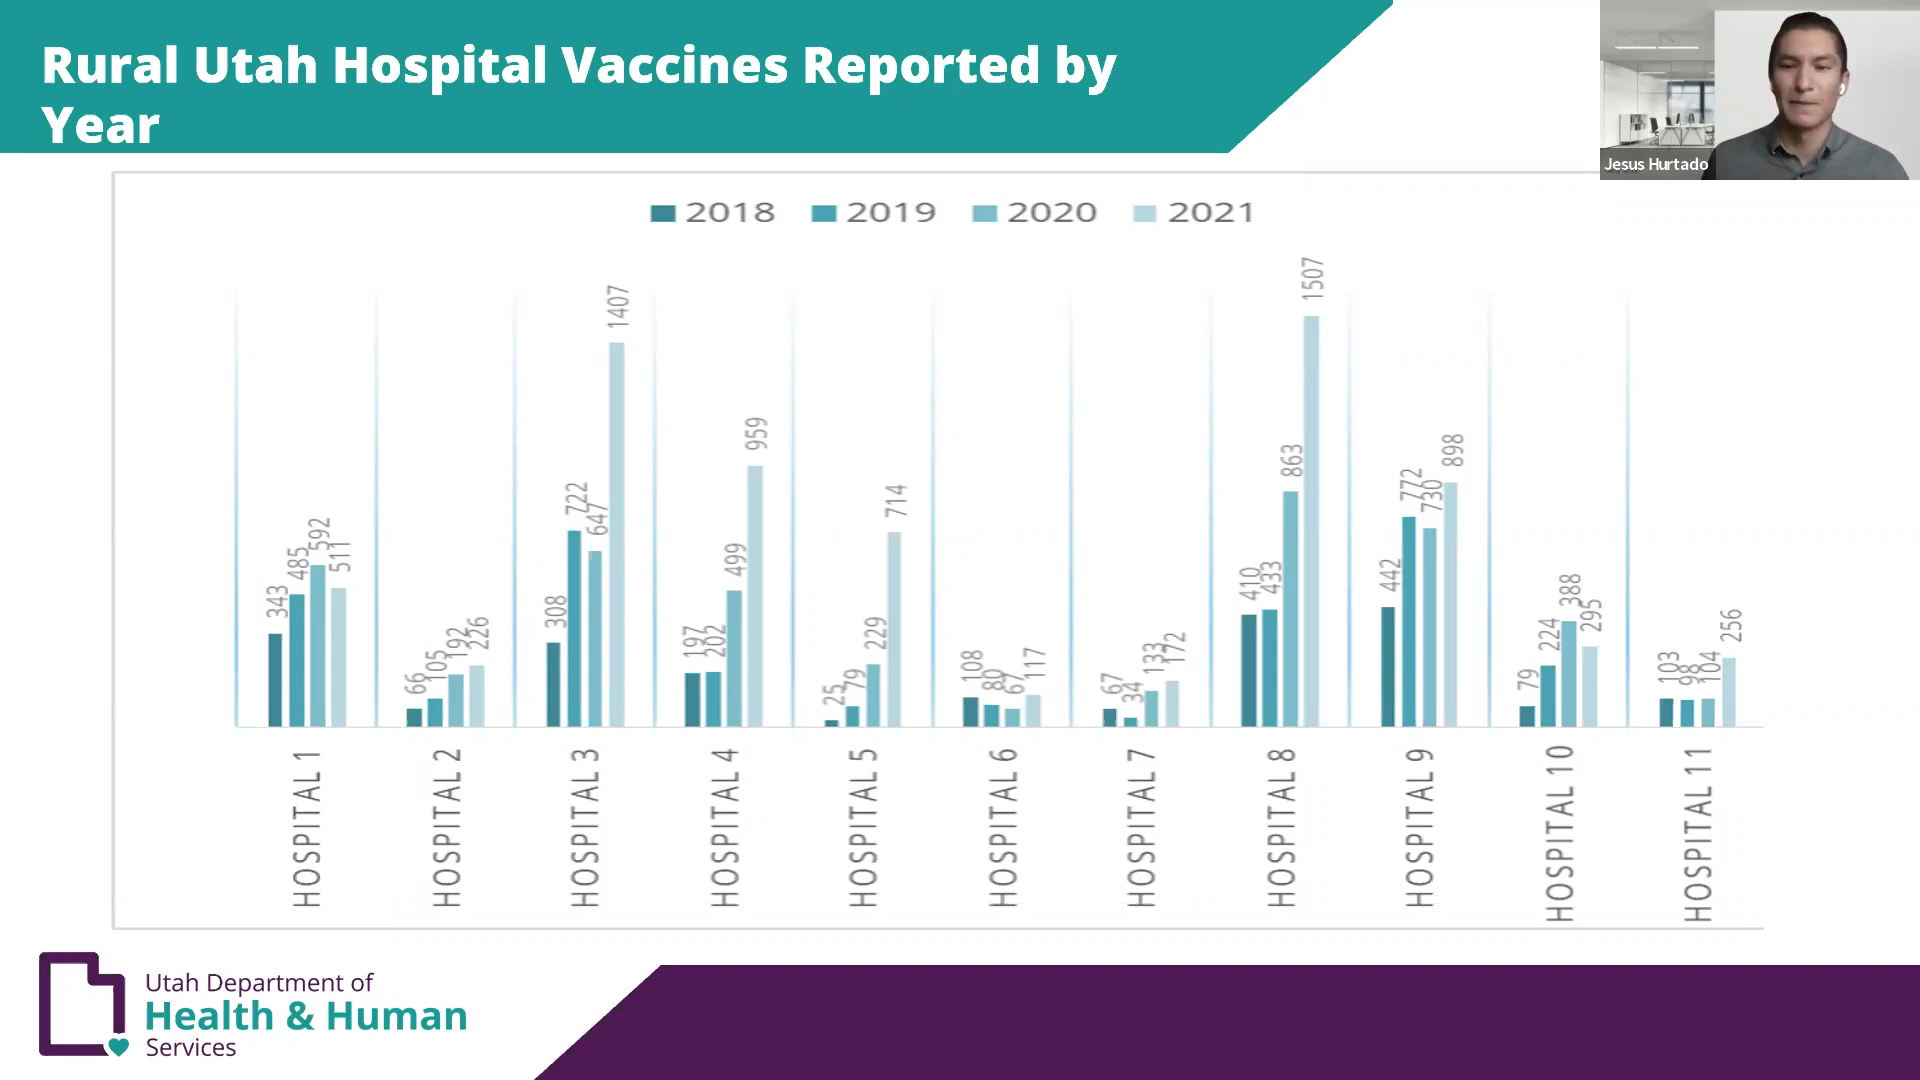 Rural Utah Hospital Vaccines Reported by
Year
Jesus Hurtado
2018 2019 2020 2021
343 485 592 511
66 105 192 226
308 722 647 1407
197 202 499 959
25 79 229 714
108 80 67 117
67 34 133 172
410 433 863 1507
442 772 730 898
79 224 388 295
103 98 104 256
HOSPITAL 1
HOSPITAL 2
HOSPITAL 3
HOSPITAL 4
HOSPITAL 5
HOSPITAL 6
HOSPITAL 7
HOSPITAL 8
HOSPITAL 9
HOSPITAL 10
HOSPITAL 11
Utah Department of
Health & Human
Services